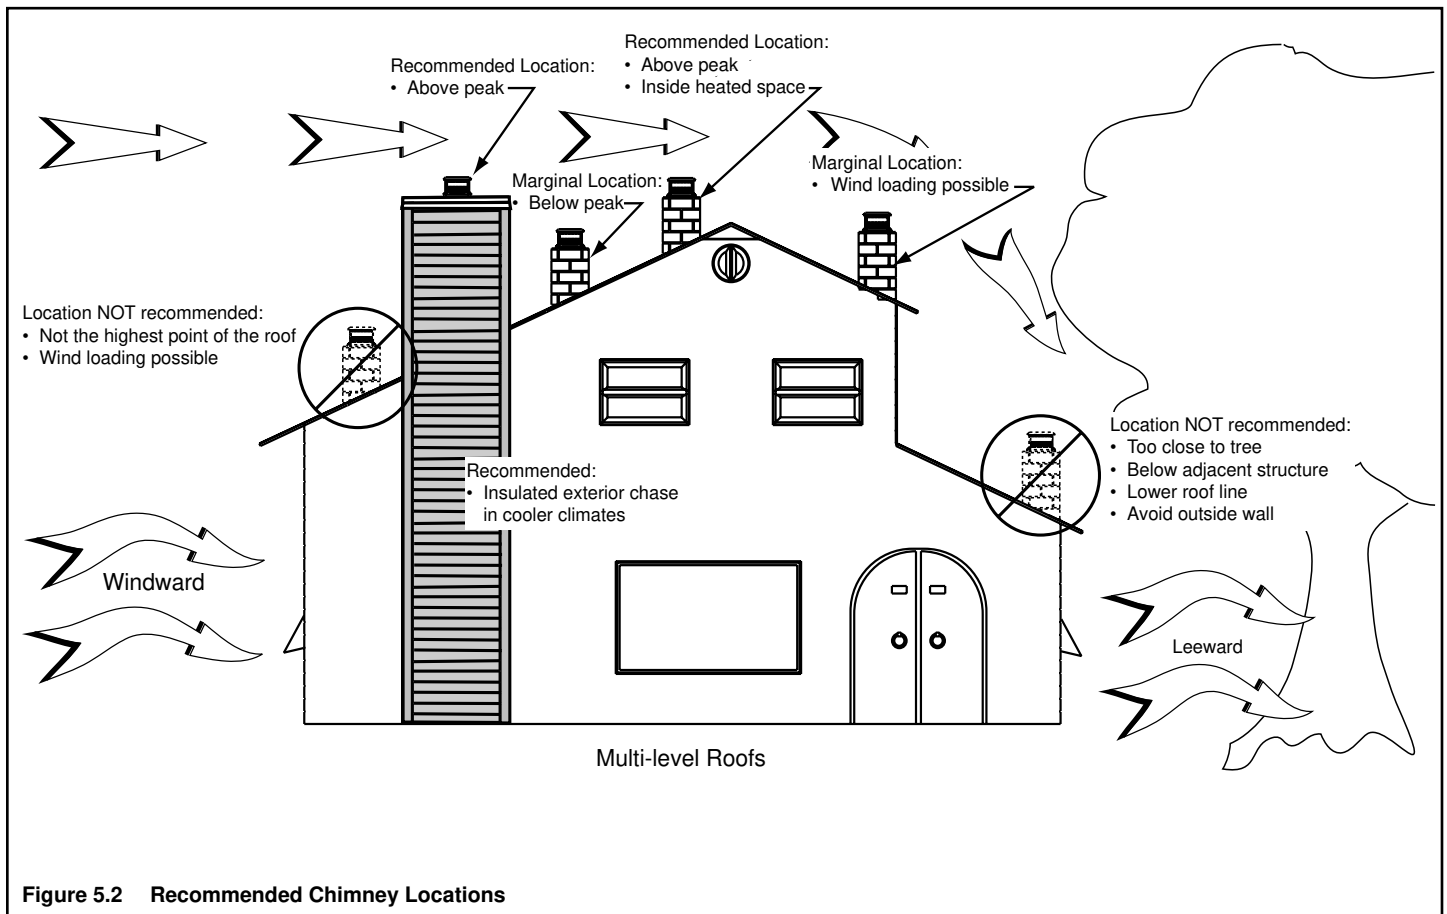 Recommended Location:
• Above peak
Recommended Location:
• Above peak
• Inside heated space
Marginal Location:
• Below peak
Marginal Location:
• Wind loading possible
Location NOT recommended:
• Not the highest point of the roof
• Wind loading possible
Recommended:
• Insulated exterior chase
in cooler climates
Location NOT recommended:
• Too close to tree
• Below adjacent structure
• Lower roof line
• Avoid outside wall
Windward
Leeward
Multi-level Roofs
Figure 5.2 Recommended Chimney Locations